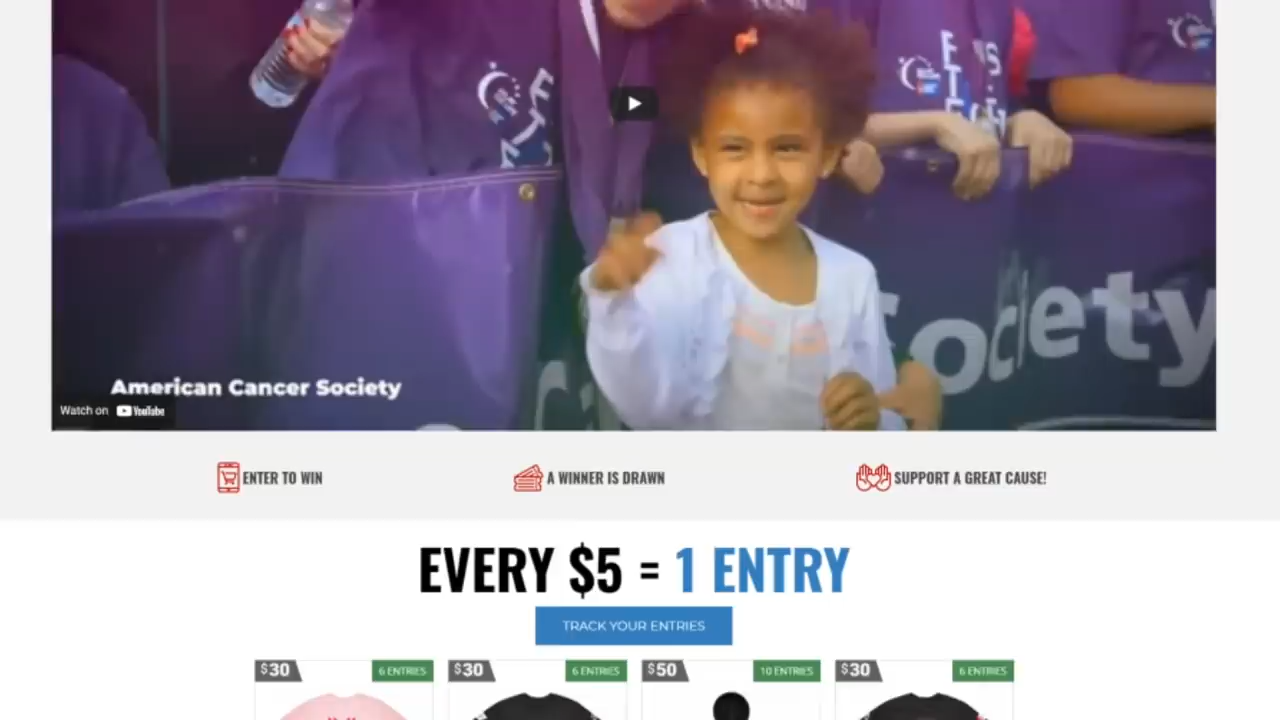 American Cancer Society
Watch on YouTube
Society
ENTER TO WIN
A WINNER IS DRAWN
SUPPORT A GREAT CAUSE!
EVERY $5 = 1 ENTRY
TRACK YOUR ENTRIES
$30 6 ENTRIES
$30 6 ENTRIES
$50 10 ENTRIES
$30 6 ENTRIES